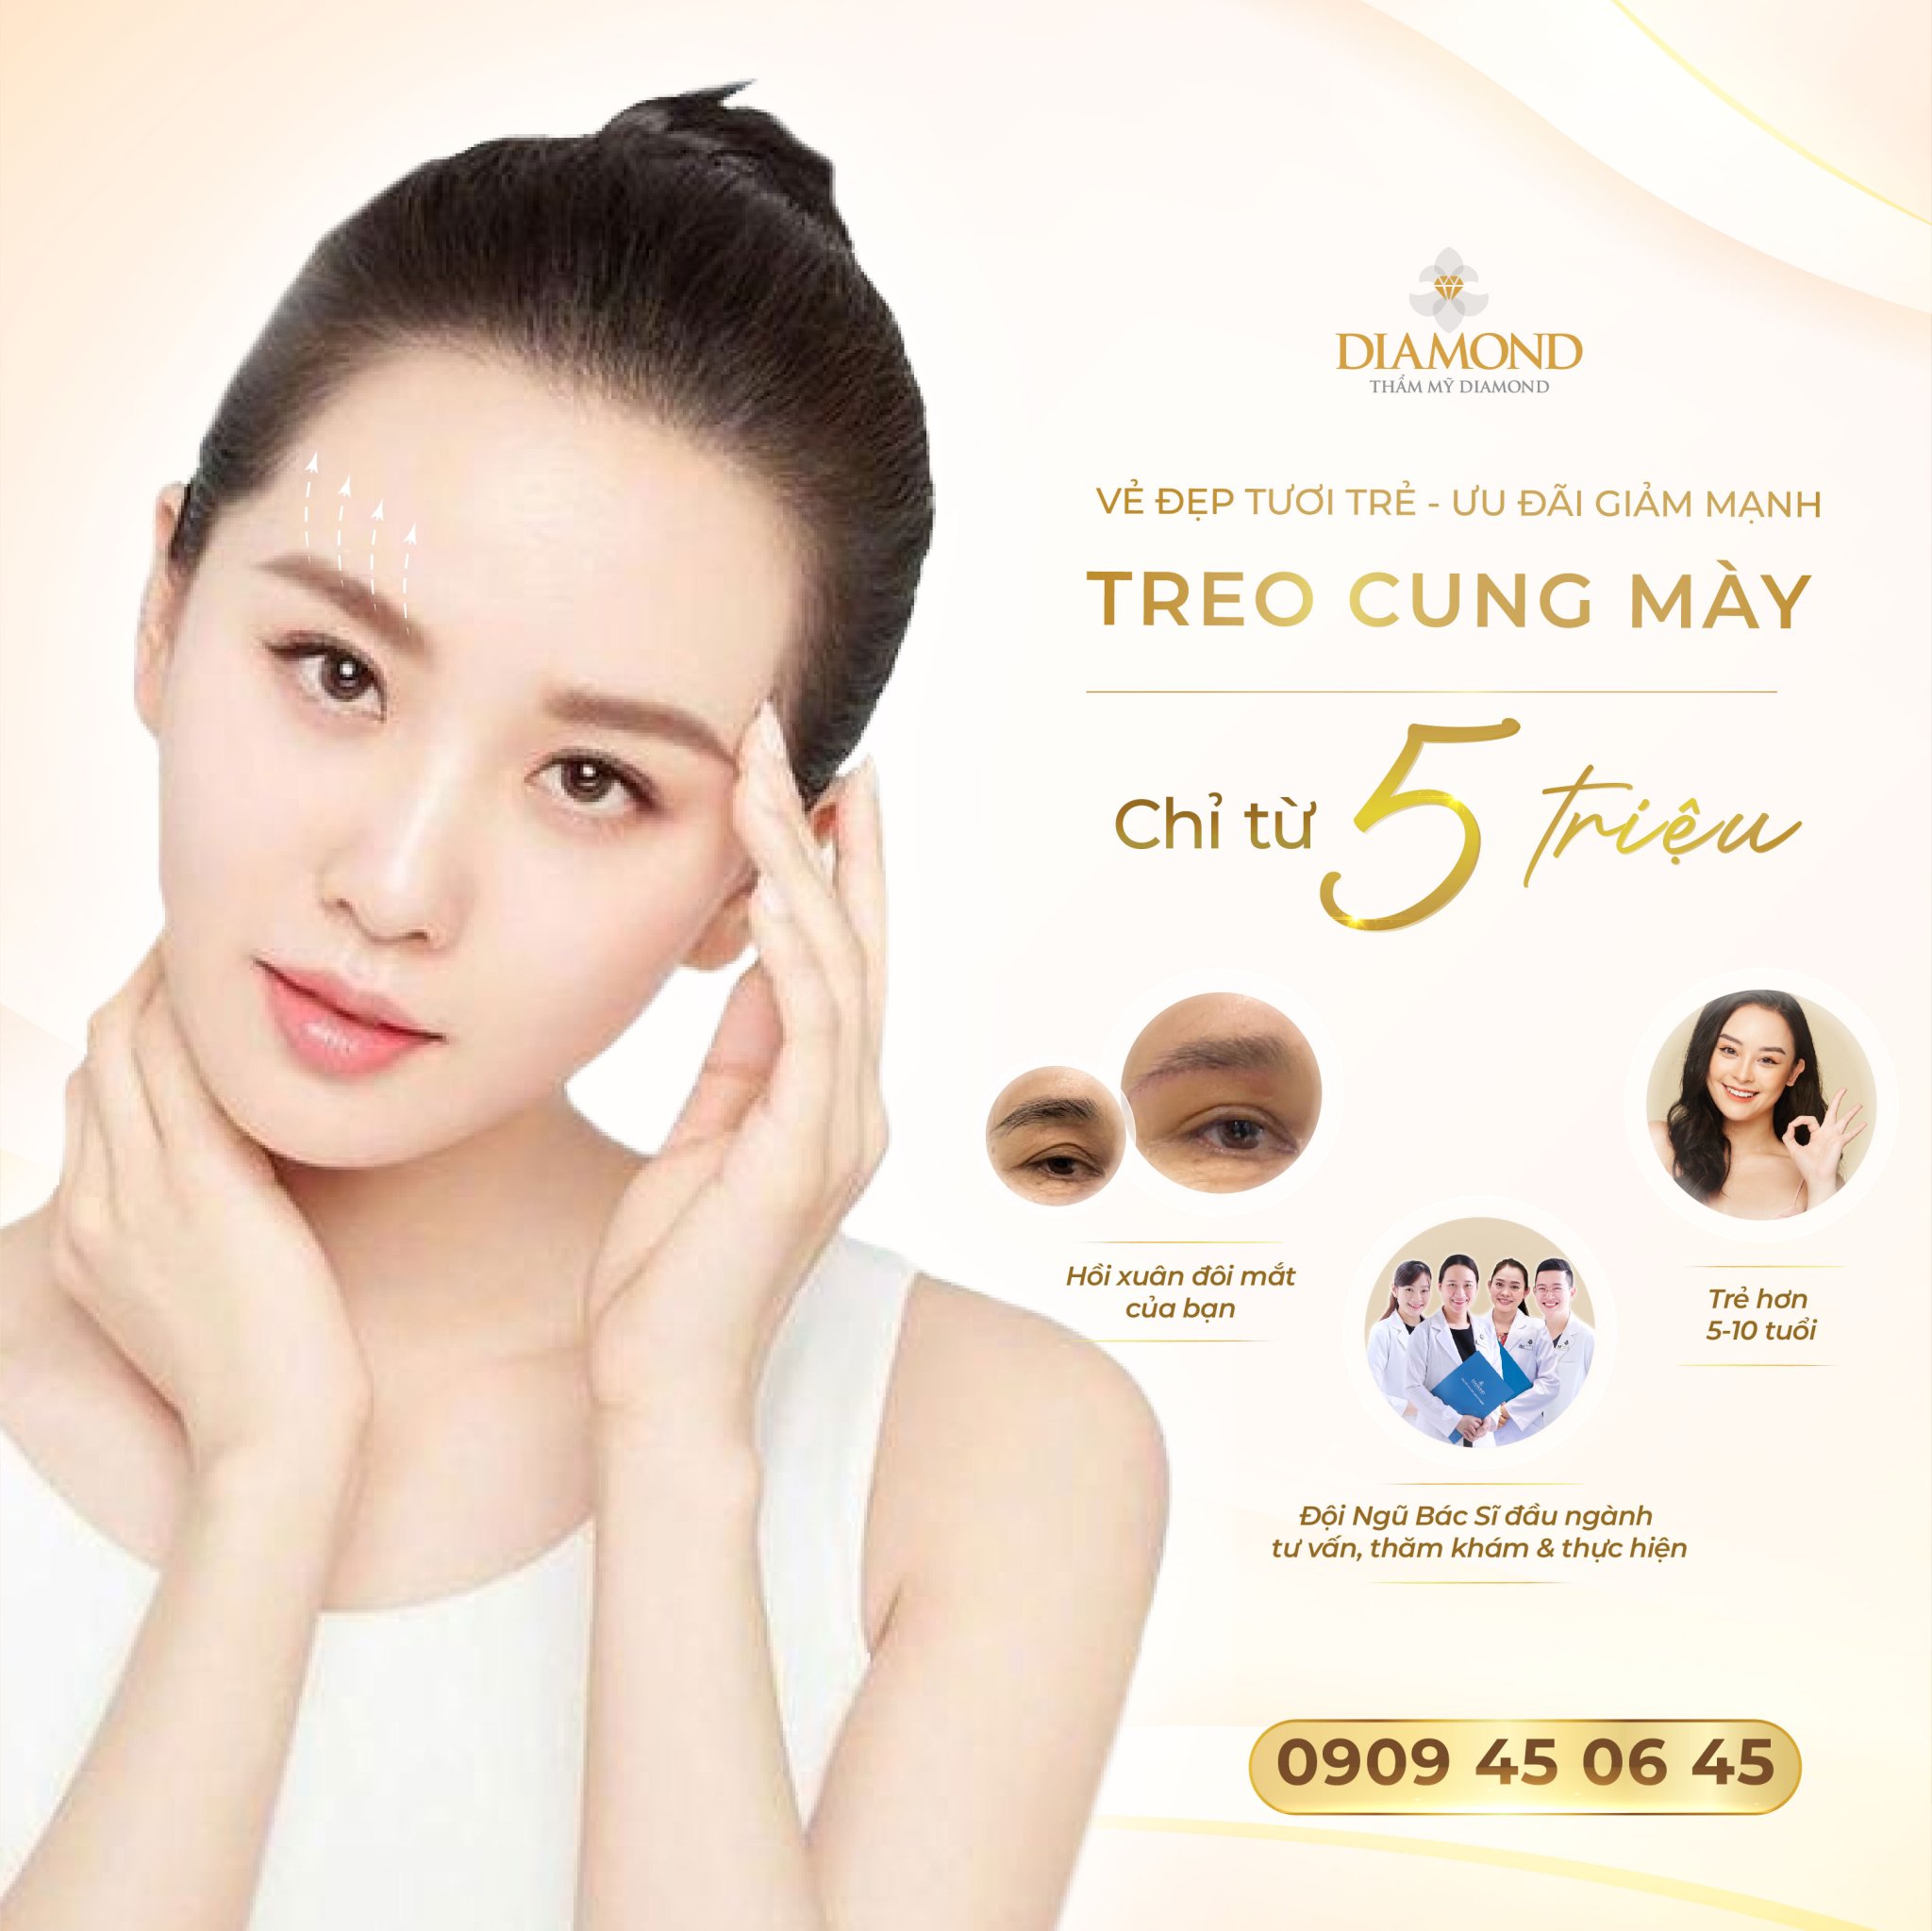 DIAMOND
THẨM MỸ DIAMOND
VẺ ĐẸP TƯƠI TRẺ - ƯU ĐÃI GIẢM MẠNH
TREO CUNG MÀY
Chỉ từ 5 triệu
Hồi xuân đôi mắt
của bạn
Trẻ hơn
5-10 tuổi
Đội Ngũ Bác Sĩ đầu ngành
tư vấn, thăm khám & thực hiện
0909 45 06 45